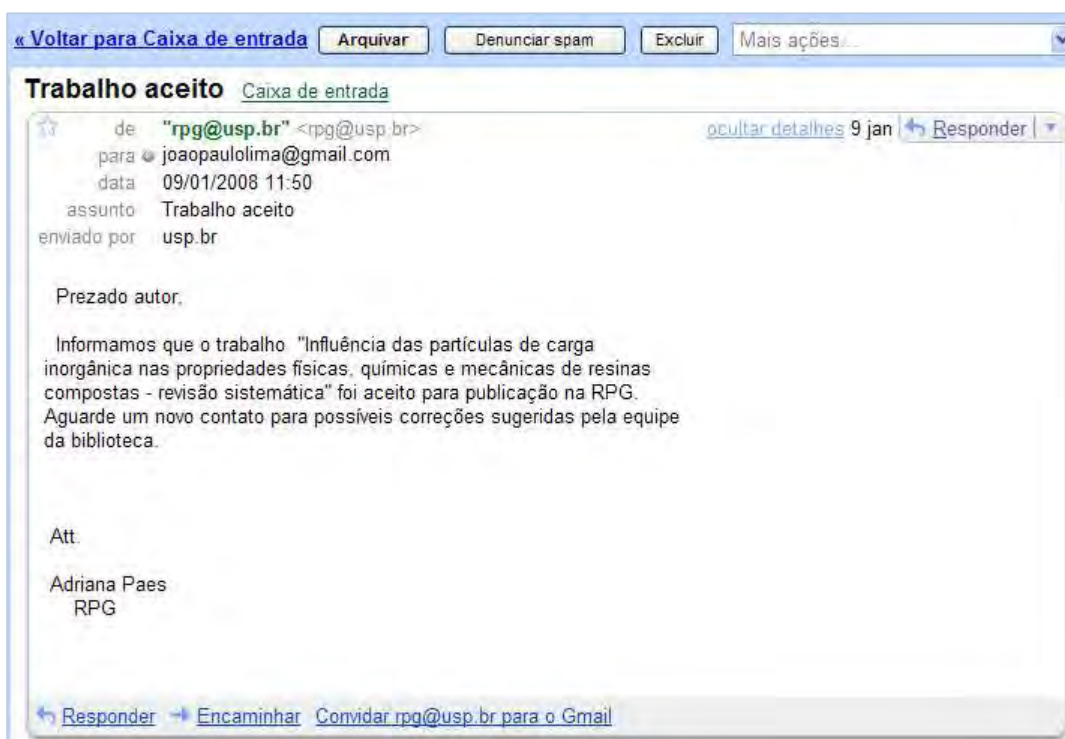 « Voltar para Caixa de entrada Arquivar Denunciar spam Excluir Mais ações...
Trabalho aceito Caixa de entrada
de "rpg@usp.br" <rpg@usp.br> ocultar detalhes 9 jan Responder
para joaopaulolima@gmail.com
data 09/01/2008 11:50
assunto Trabalho aceito
enviado por usp.br
Prezado autor,
Informamos que o trabalho "Influência das partículas de carga
inorgânica nas propriedades físicas, químicas e mecânicas de resinas
compostas - revisão sistemática" foi aceito para publicação na RPG.
Aguarde um novo contato para possíveis correções sugeridas pela equipe
da biblioteca.
Att.
Adriana Paes
RPG
Responder Encaminhar Convidar rpg@usp.br para o Gmail